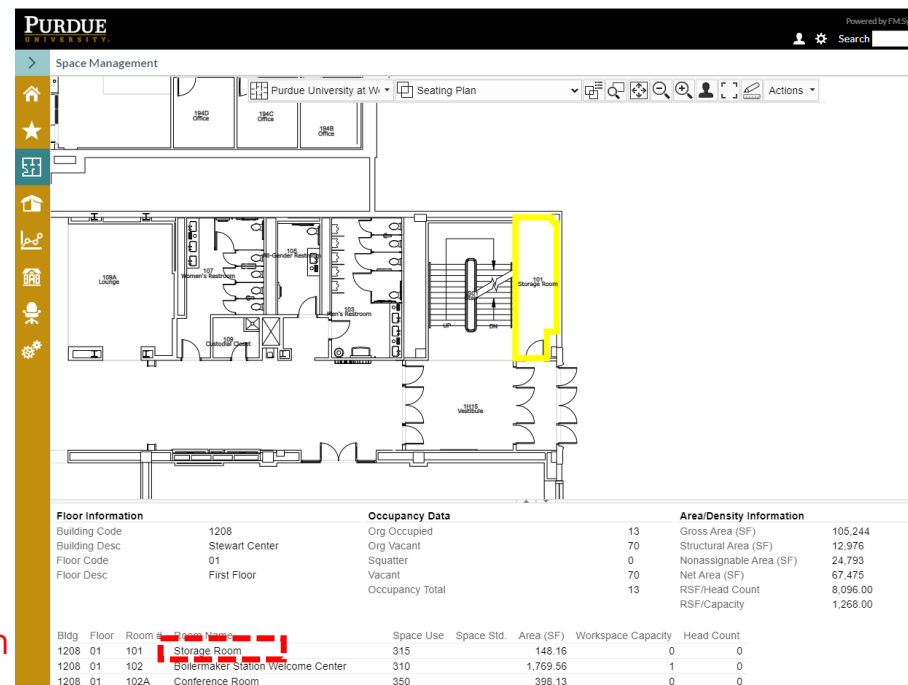 PURDUE
UNIVERSITY.
Powered by FM:Sy
Search
Space Management
Purdue University at W
Seating Plan
Actions
194D
Office
194C
Office
194B
Office
109A
Lounge
107
Women's Restroom
105
All-Gender Restroom
103
Men's Restroom
109
Custodial Closet
101
Storage Room
UP
DN
1H15
Vestibule
Floor Information
Building Code 1208
Building Desc Stewart Center
Floor Code 01
Floor Desc First Floor
Occupancy Data
Org Occupied 13
Org Vacant 70
Squatter 0
Vacant 70
Occupancy Total 13
Area/Density Information
Gross Area (SF) 105,244
Structural Area (SF) 12,976
Nonassignable Area (SF) 24,793
Net Area (SF) 67,475
RSF/Head Count 8,096.00
RSF/Capacity 1,268.00
Bldg Floor Room # Room Name Space Use Space Std. Area (SF) Workspace Capacity Head Count
1208 01 101 Storage Room 315 148.16 0 0
1208 01 102 Boilermaker Station Welcome Center 310 1,769.56 1 0
1208 01 102A Conference Room 350 398.13 0 0